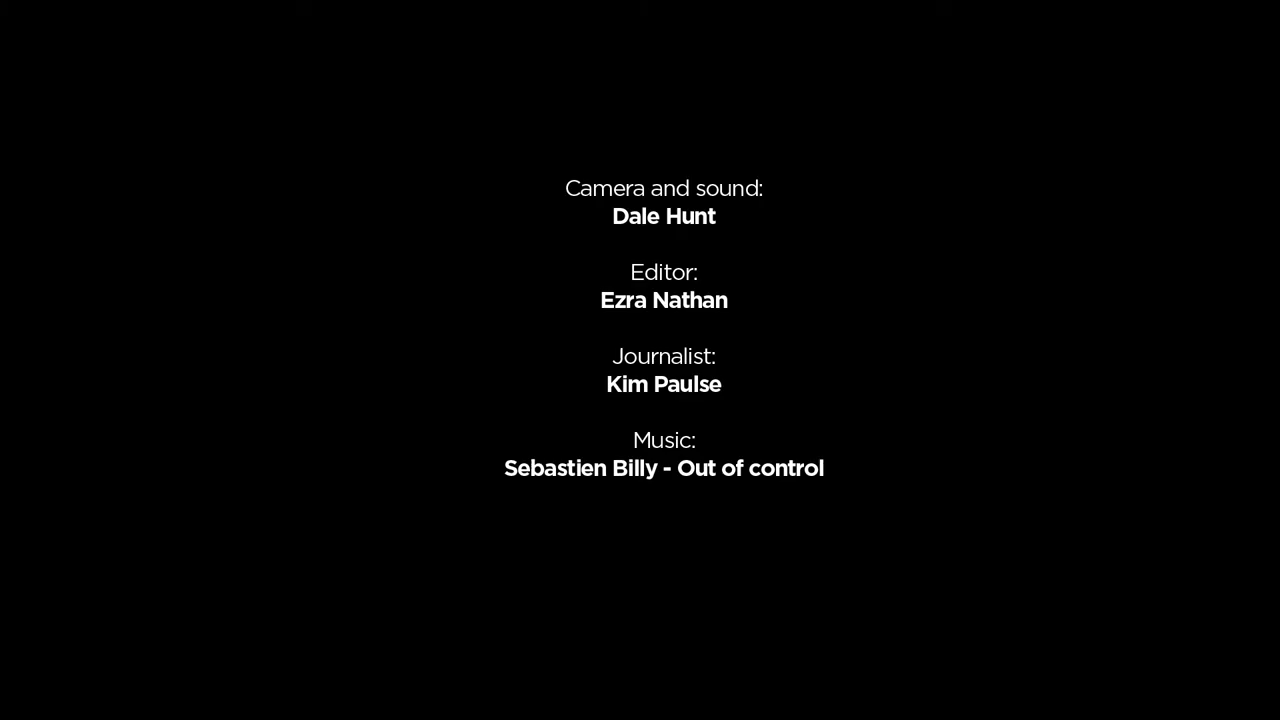 Camera and sound:
Dale Hunt
Editor:
Ezra Nathan
Journalist:
Kim Paulse
Music:
Sebastien Billy - Out of control